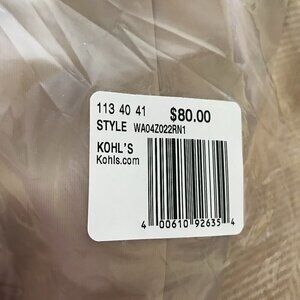 113 40 41 $80.00
STYLE WA04Z022RN1
KOHL'S
Kohls.com
4 00610 92635 4